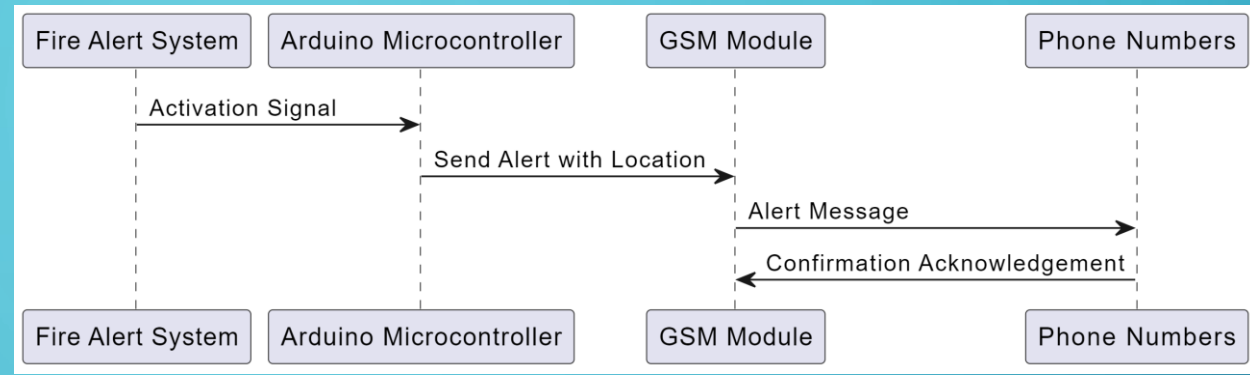 Fire Alert System
Arduino Microcontroller
GSM Module
Phone Numbers
Activation Signal
Send Alert with Location
Alert Message
Confirmation Acknowledgement
Fire Alert System
Arduino Microcontroller
GSM Module
Phone Numbers